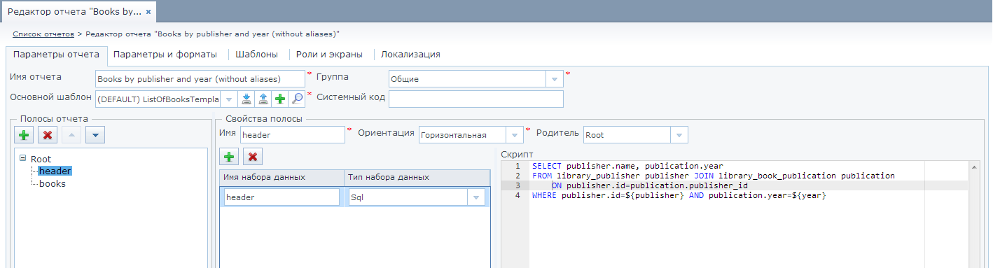 Редактор отчета "Books by... ×
Список отчетов > Редактор отчета "Books by publisher and year (without aliases)"
Параметры отчета Параметры и форматы Шаблоны Роли и экраны Локализация
Имя отчета Books by publisher and year (without aliases) * Группа Общие *
Основной шаблон (DEFAULT) ListOfBooksTempla * Системный код
Полосы отчета Свойства полосы
Имя header * Ориентация Горизонтальная * Родитель Root
Root
header
books
Имя набора данных Тип набора данных
header Sql
Скрипт
1 SELECT publisher.name, publication.year
2 FROM library_publisher publisher JOIN library_book_publication publication
3 ON publisher.id=publication.publisher_id
4 WHERE publisher.id=${publisher} AND publication.year=${year}